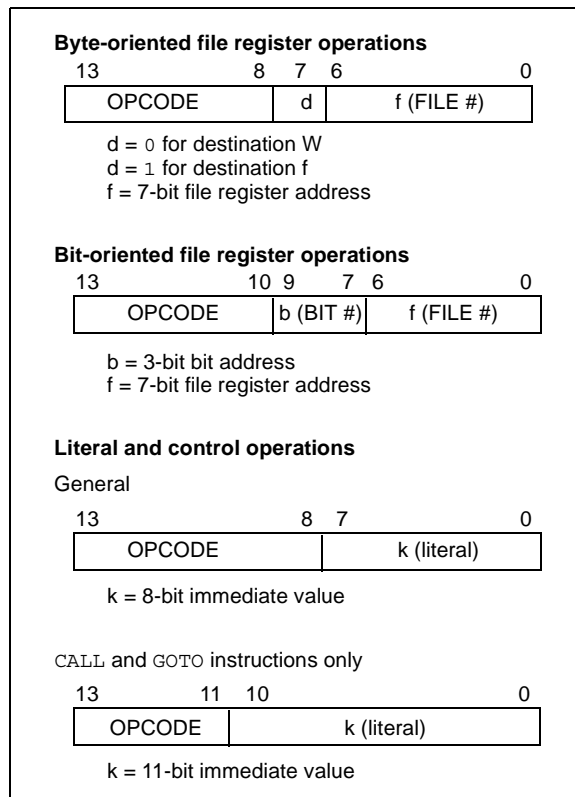 Byte-oriented file register operations
13 8 7 6 0
OPCODE d f (FILE #)
d = 0 for destination W
d = 1 for destination f
f = 7-bit file register address
Bit-oriented file register operations
13 10 9 7 6 0
OPCODE b (BIT #) f (FILE #)
b = 3-bit bit address
f = 7-bit file register address
Literal and control operations
General
13 8 7 0
OPCODE k (literal)
k = 8-bit immediate value
CALL and GOTO instructions only
13 11 10 0
OPCODE k (literal)
k = 11-bit immediate value